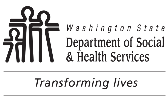 Washington State
Department of Social
& Health Services
Transforming lives